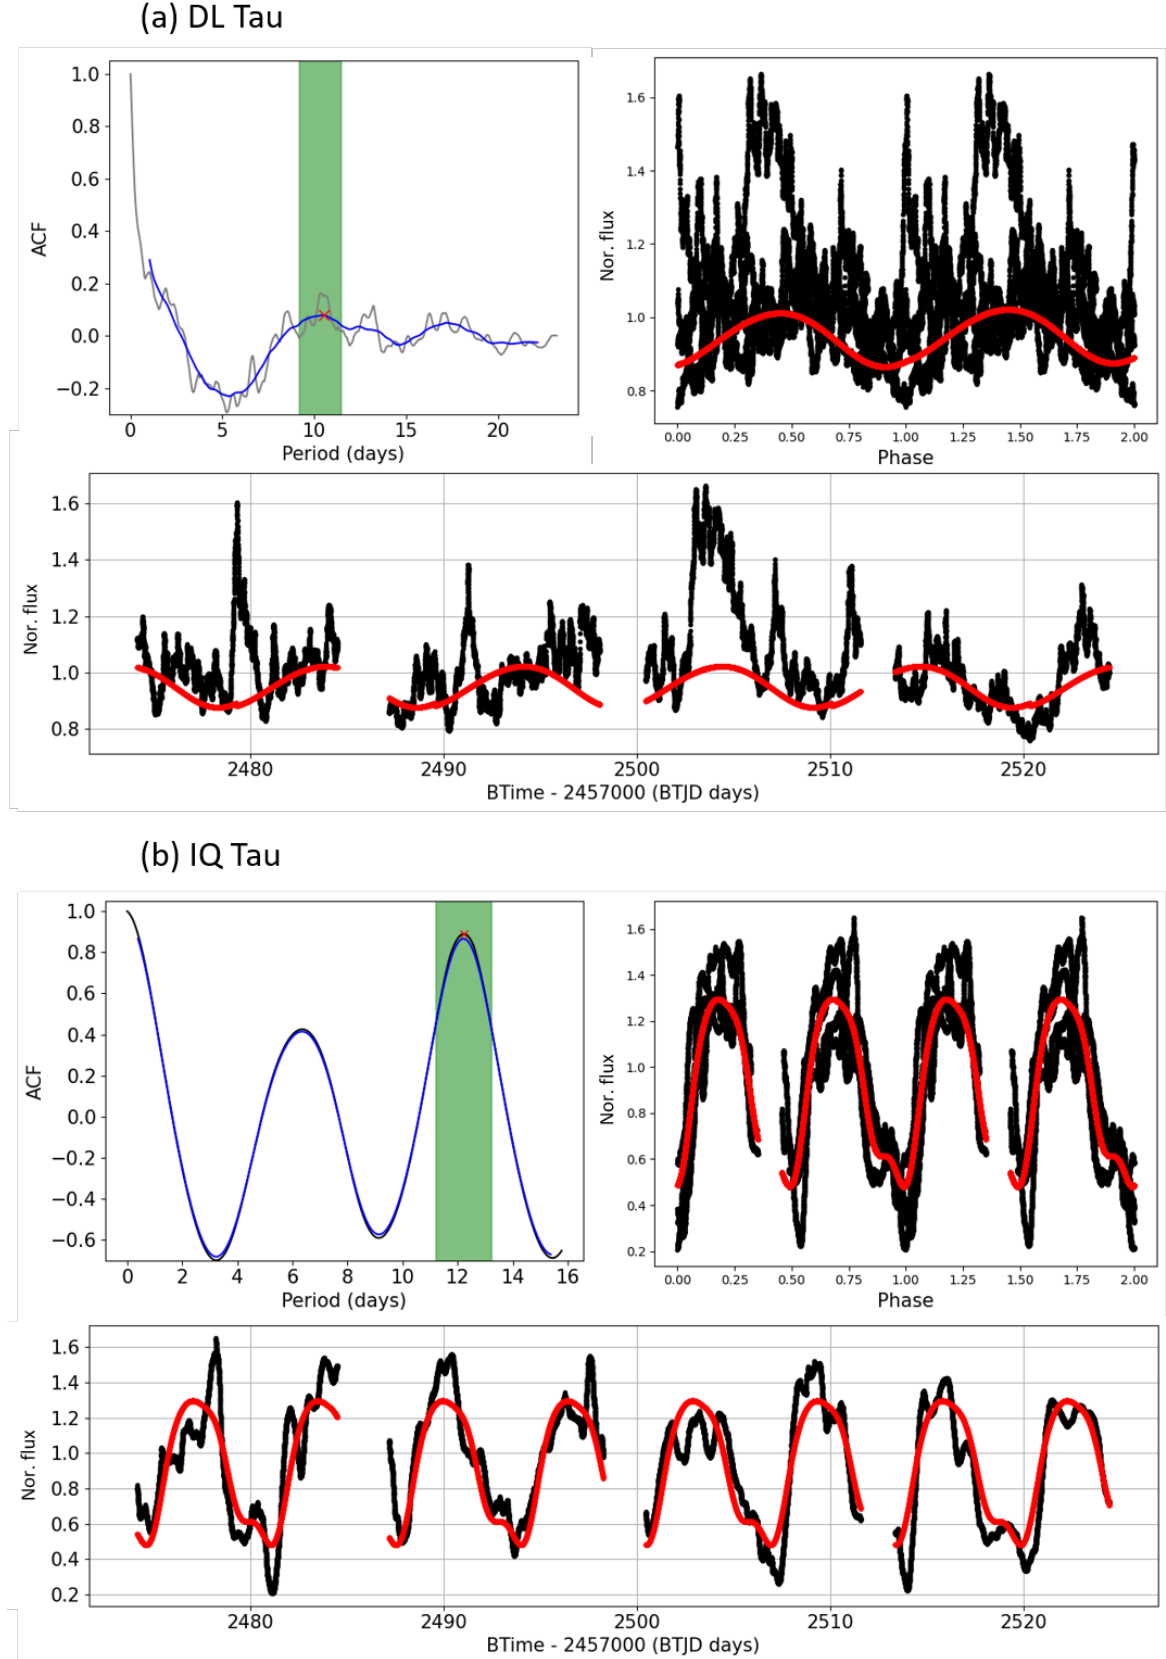 (a) DL Tau
1.0
0.8
0.6
0.4
0.2
0.0
−0.2
ACF
0 5 10 15 20
Period (days)
1.6
1.4
1.2
1.0
0.8
Nor. flux
0.00 0.25 0.50 0.75 1.00 1.25 1.50 1.75 2.00
Phase
1.6
1.4
1.2
1.0
0.8
Nor. flux
2480 2490 2500 2510 2520
BTime - 2457000 (BTJD days)
(b) IQ Tau
1.0
0.8
0.6
0.4
0.2
0.0
−0.2
−0.4
−0.6
ACF
0 2 4 6 8 10 12 14 16
Period (days)
1.6
1.4
1.2
1.0
0.8
0.6
0.4
0.2
Nor. flux
0.00 0.25 0.50 0.75 1.00 1.25 1.50 1.75 2.00
Phase
1.6
1.4
1.2
1.0
0.8
0.6
0.4
0.2
Nor. flux
2480 2490 2500 2510 2520
BTime - 2457000 (BTJD days)